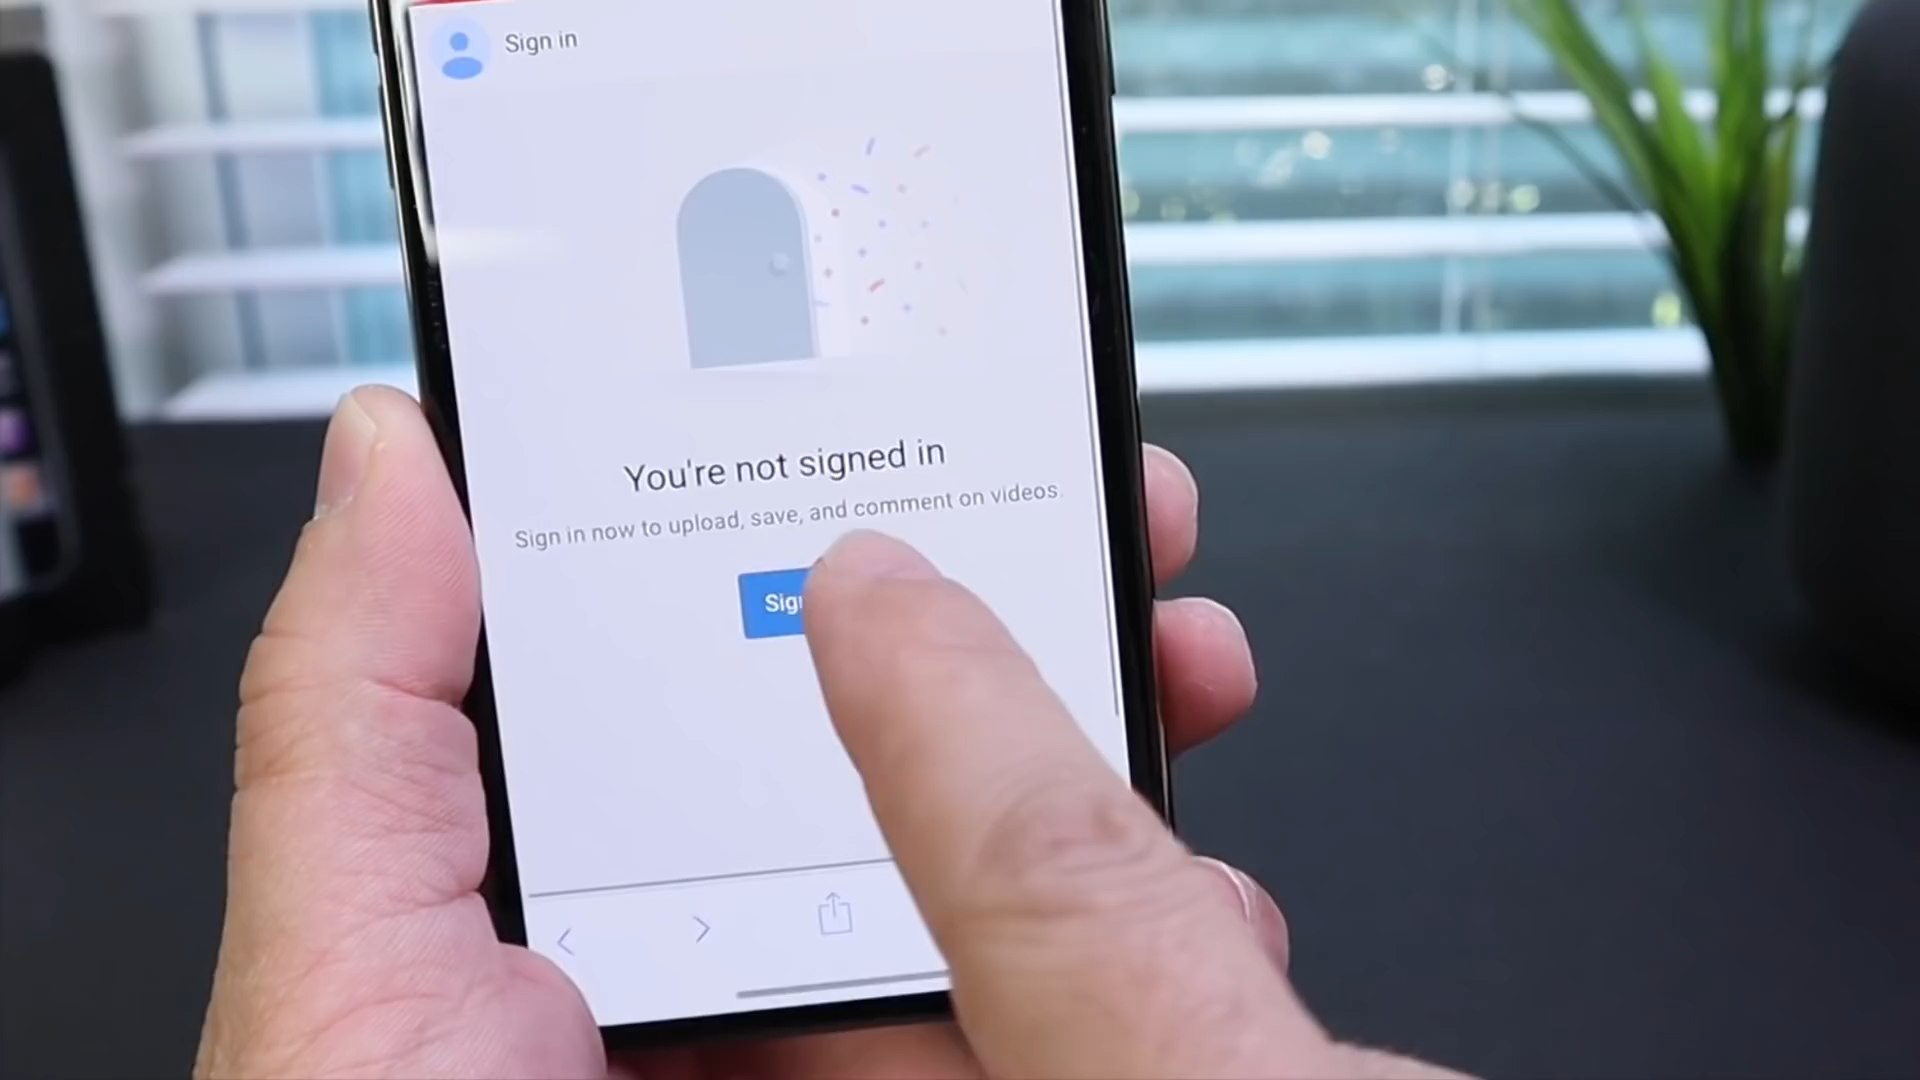 Sign in
You're not signed in
Sign in now to upload, save, and comment on videos.